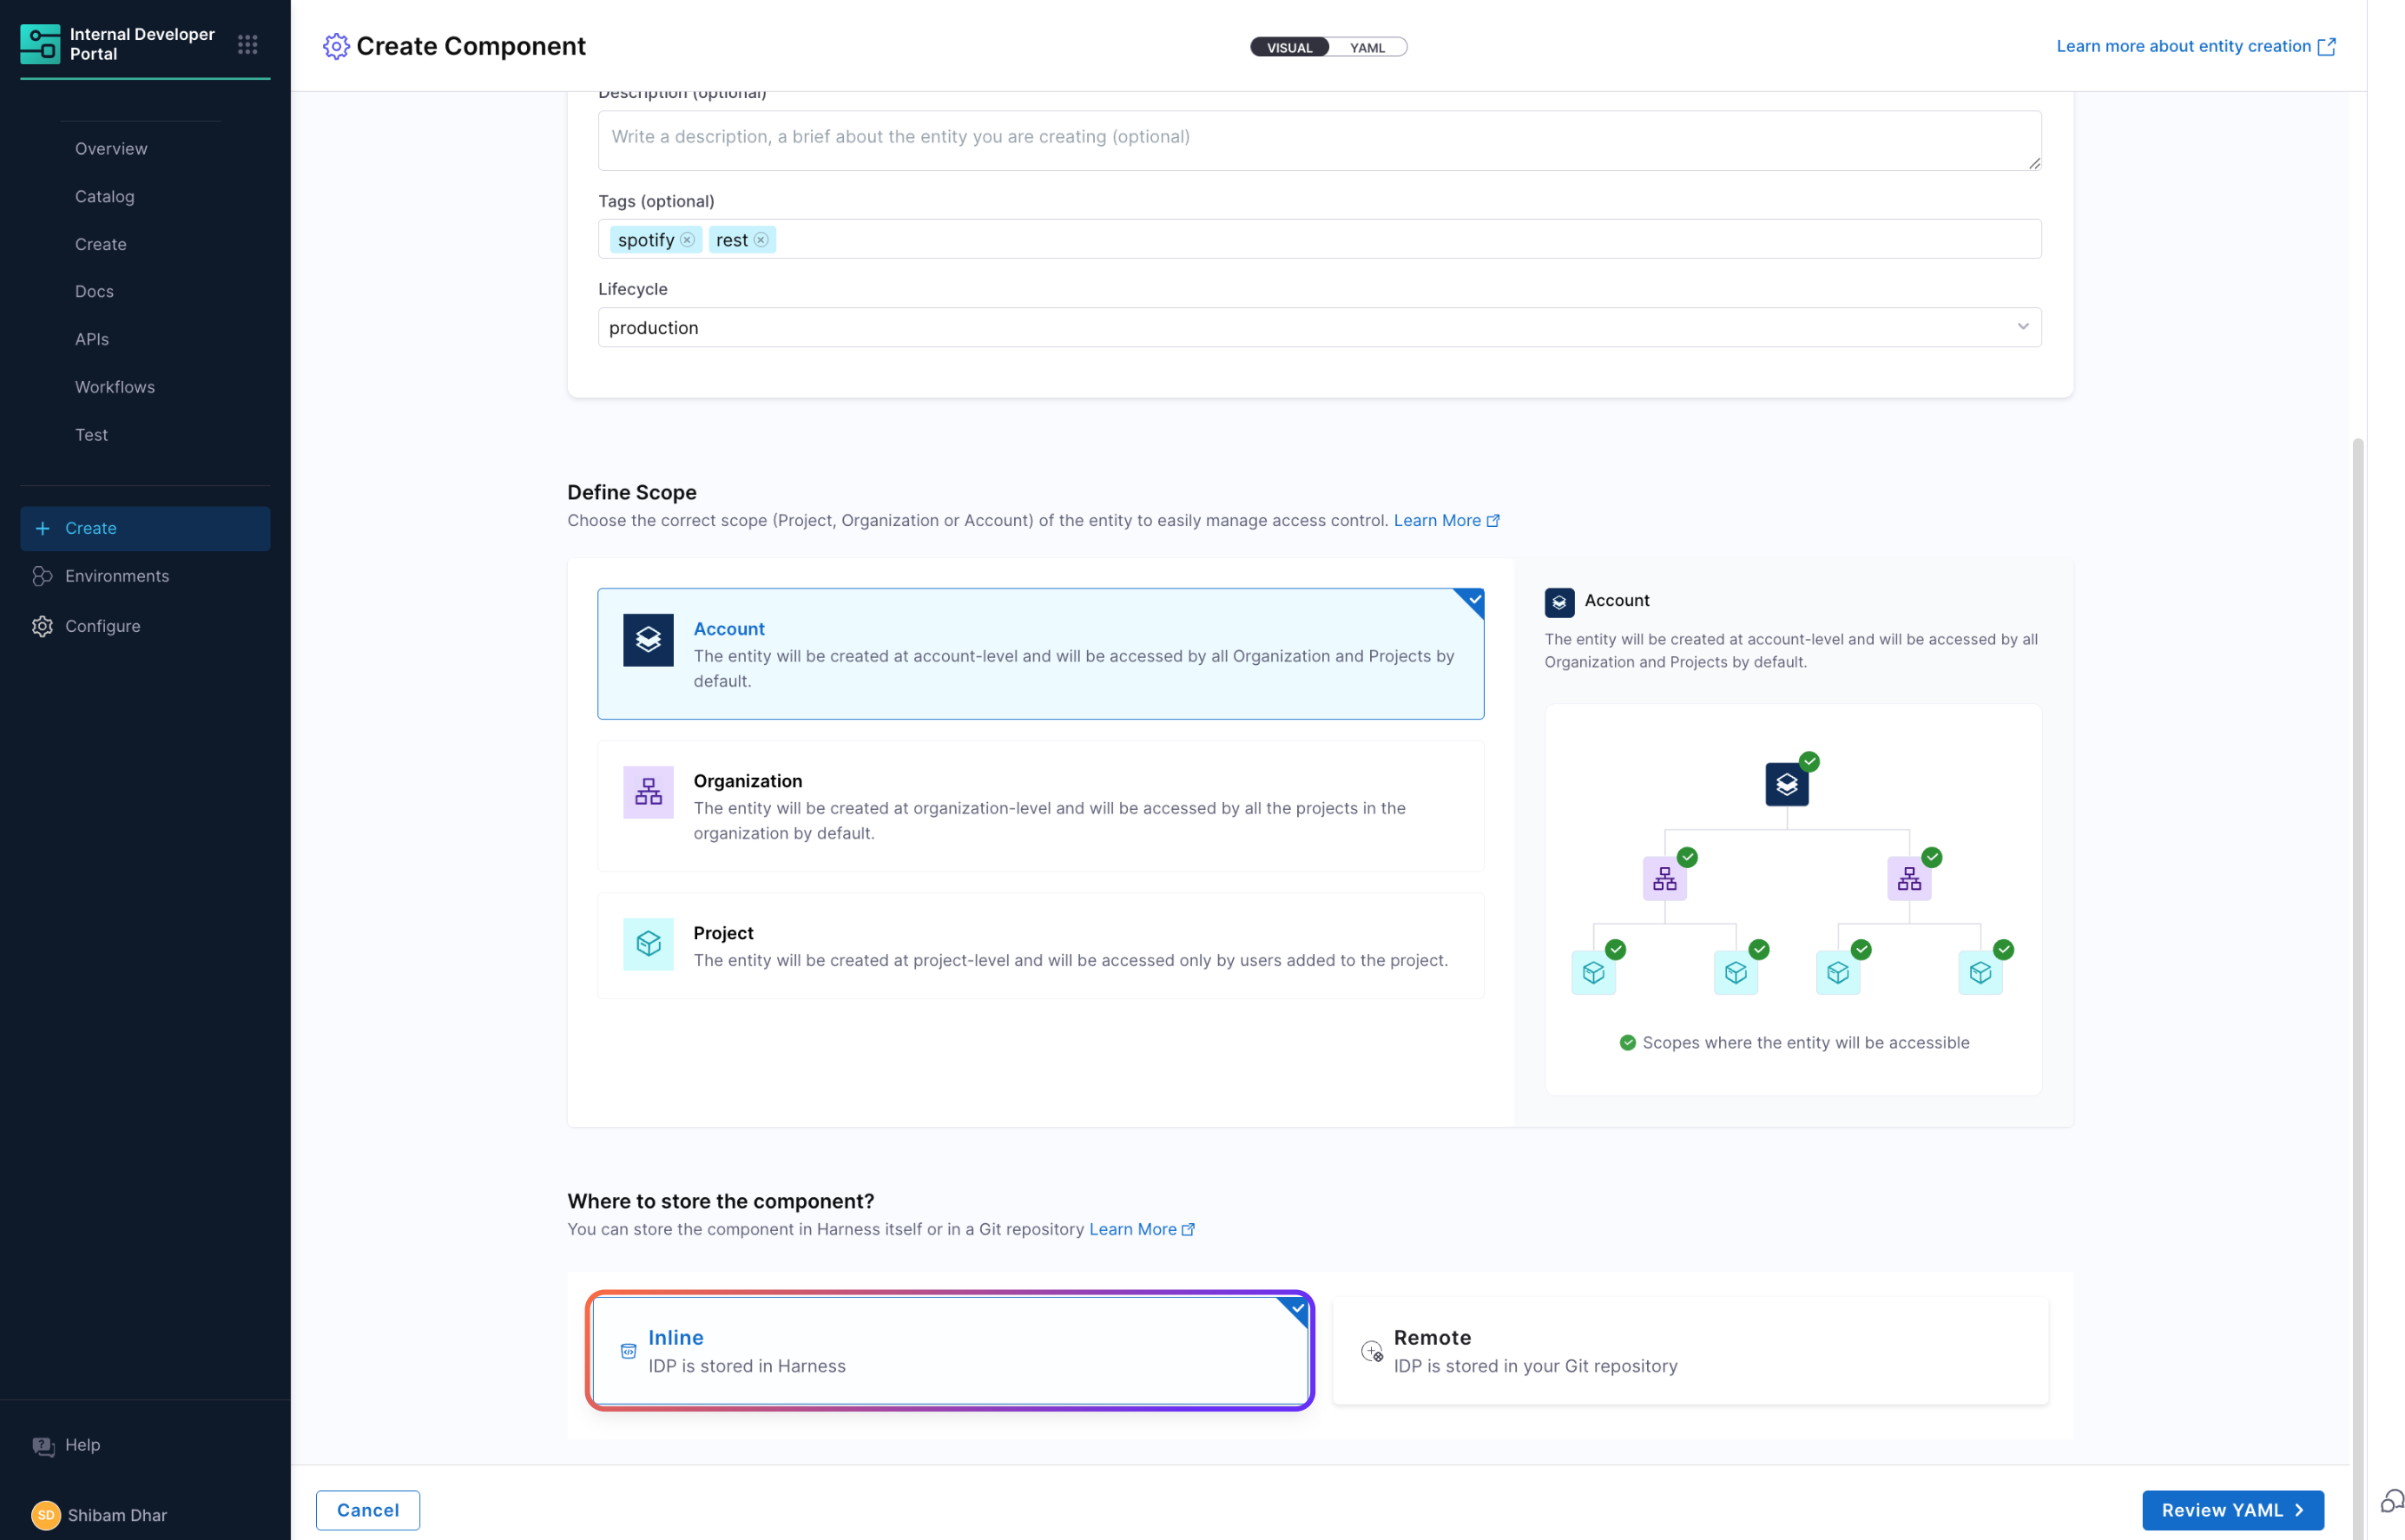 Internal Developer
Portal
Overview
Catalog
Create
Docs
APIs
Workflows
Test
Create
Environments
Configure
Help
SD
Shibam Dhar
Create Component
VISUAL
YAML
Learn more about entity creation
Description (optional)
Write a description, a brief about the entity you are creating (optional)
Tags (optional)
spotify
rest
Lifecycle
production
Define Scope
Choose the correct scope (Project, Organization or Account) of the entity to easily manage access control. Learn More
Account
The entity will be created at account-level and will be accessed by all Organization and Projects by
default.
Organization
The entity will be created at organization-level and will be accessed by all the projects in the
organization by default.
Project
The entity will be created at project-level and will be accessed only by users added to the project.
Account
The entity will be created at account-level and will be accessed by all
Organization and Projects by default.
Scopes where the entity will be accessible
Where to store the component?
You can store the component in Harness itself or in a Git repository Learn More
Inline
IDP is stored in Harness
Remote
IDP is stored in your Git repository
Cancel
Review YAML